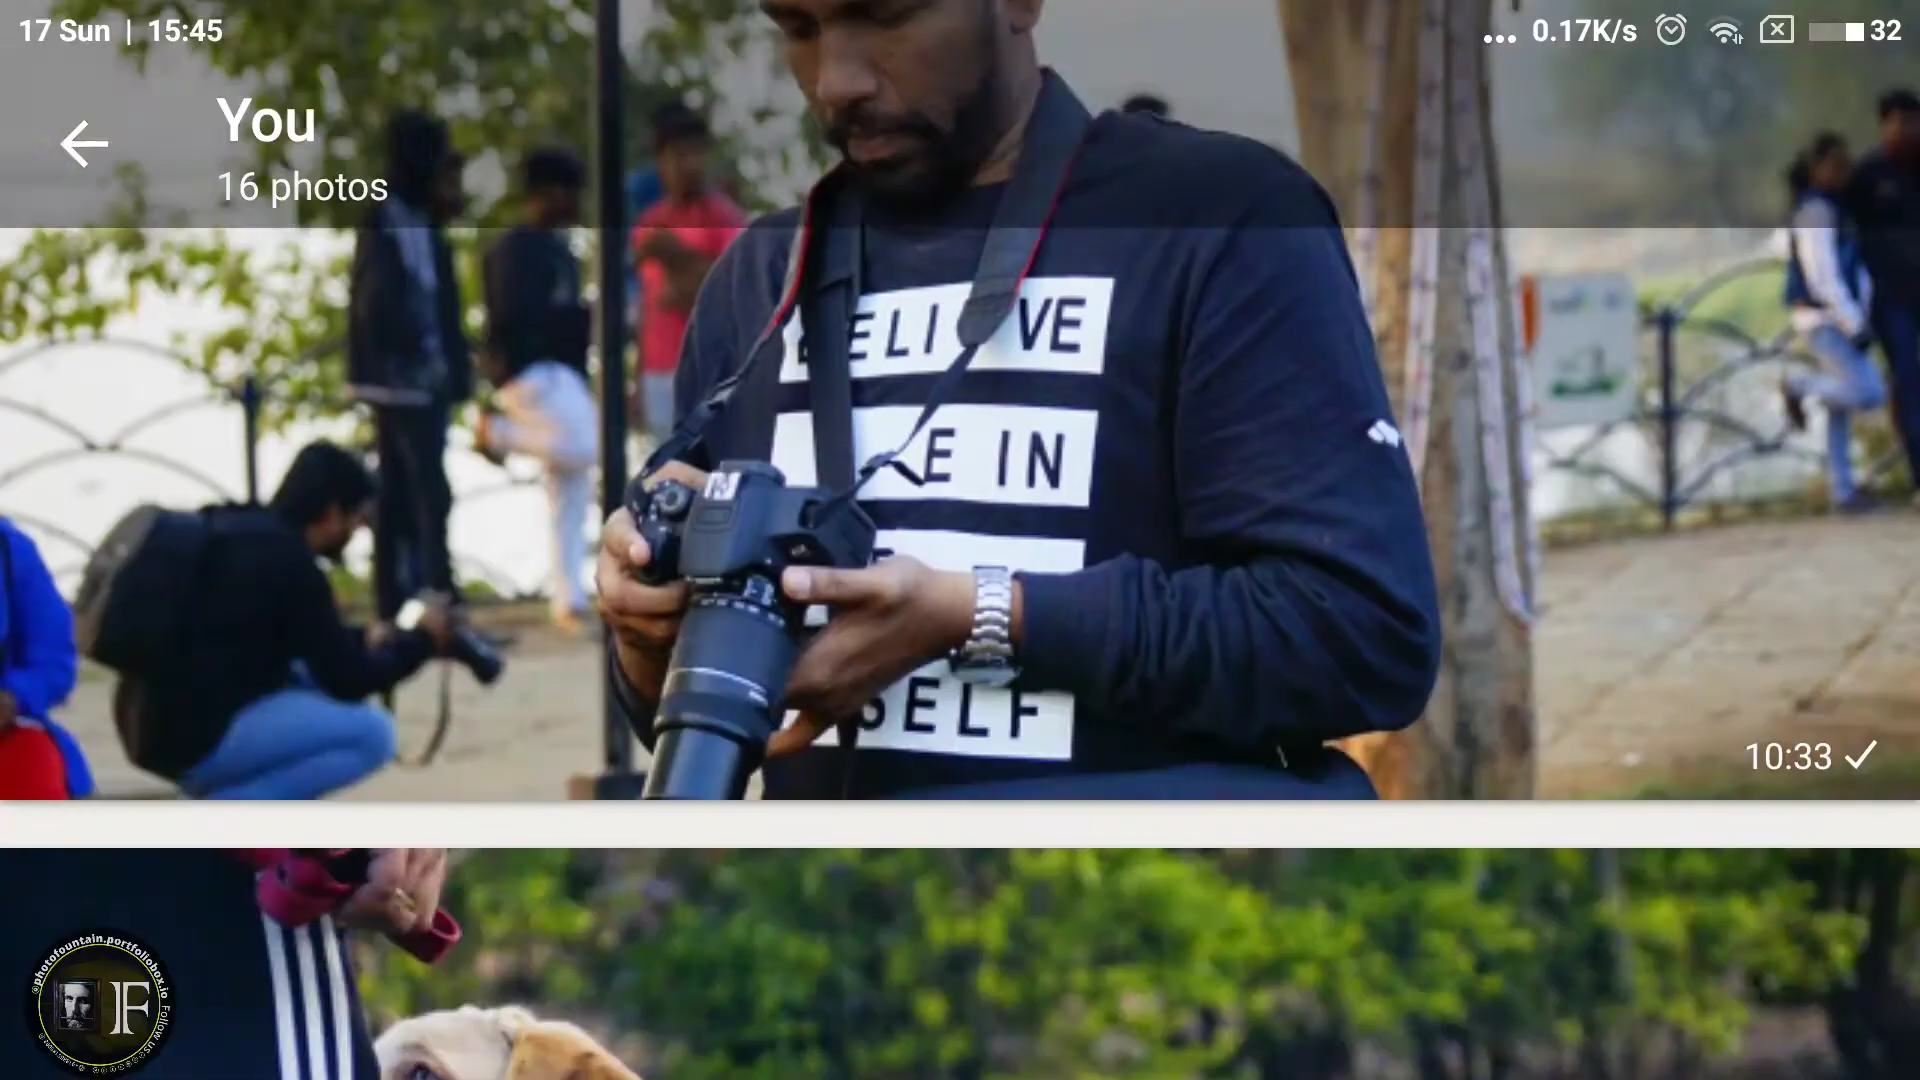 17 Sun | 15:45
... 0.17K/s
32
You
16 photos
ELI VE
E IN
SELF
10:33
@photofountain.portfoliobox.io Follow us
F